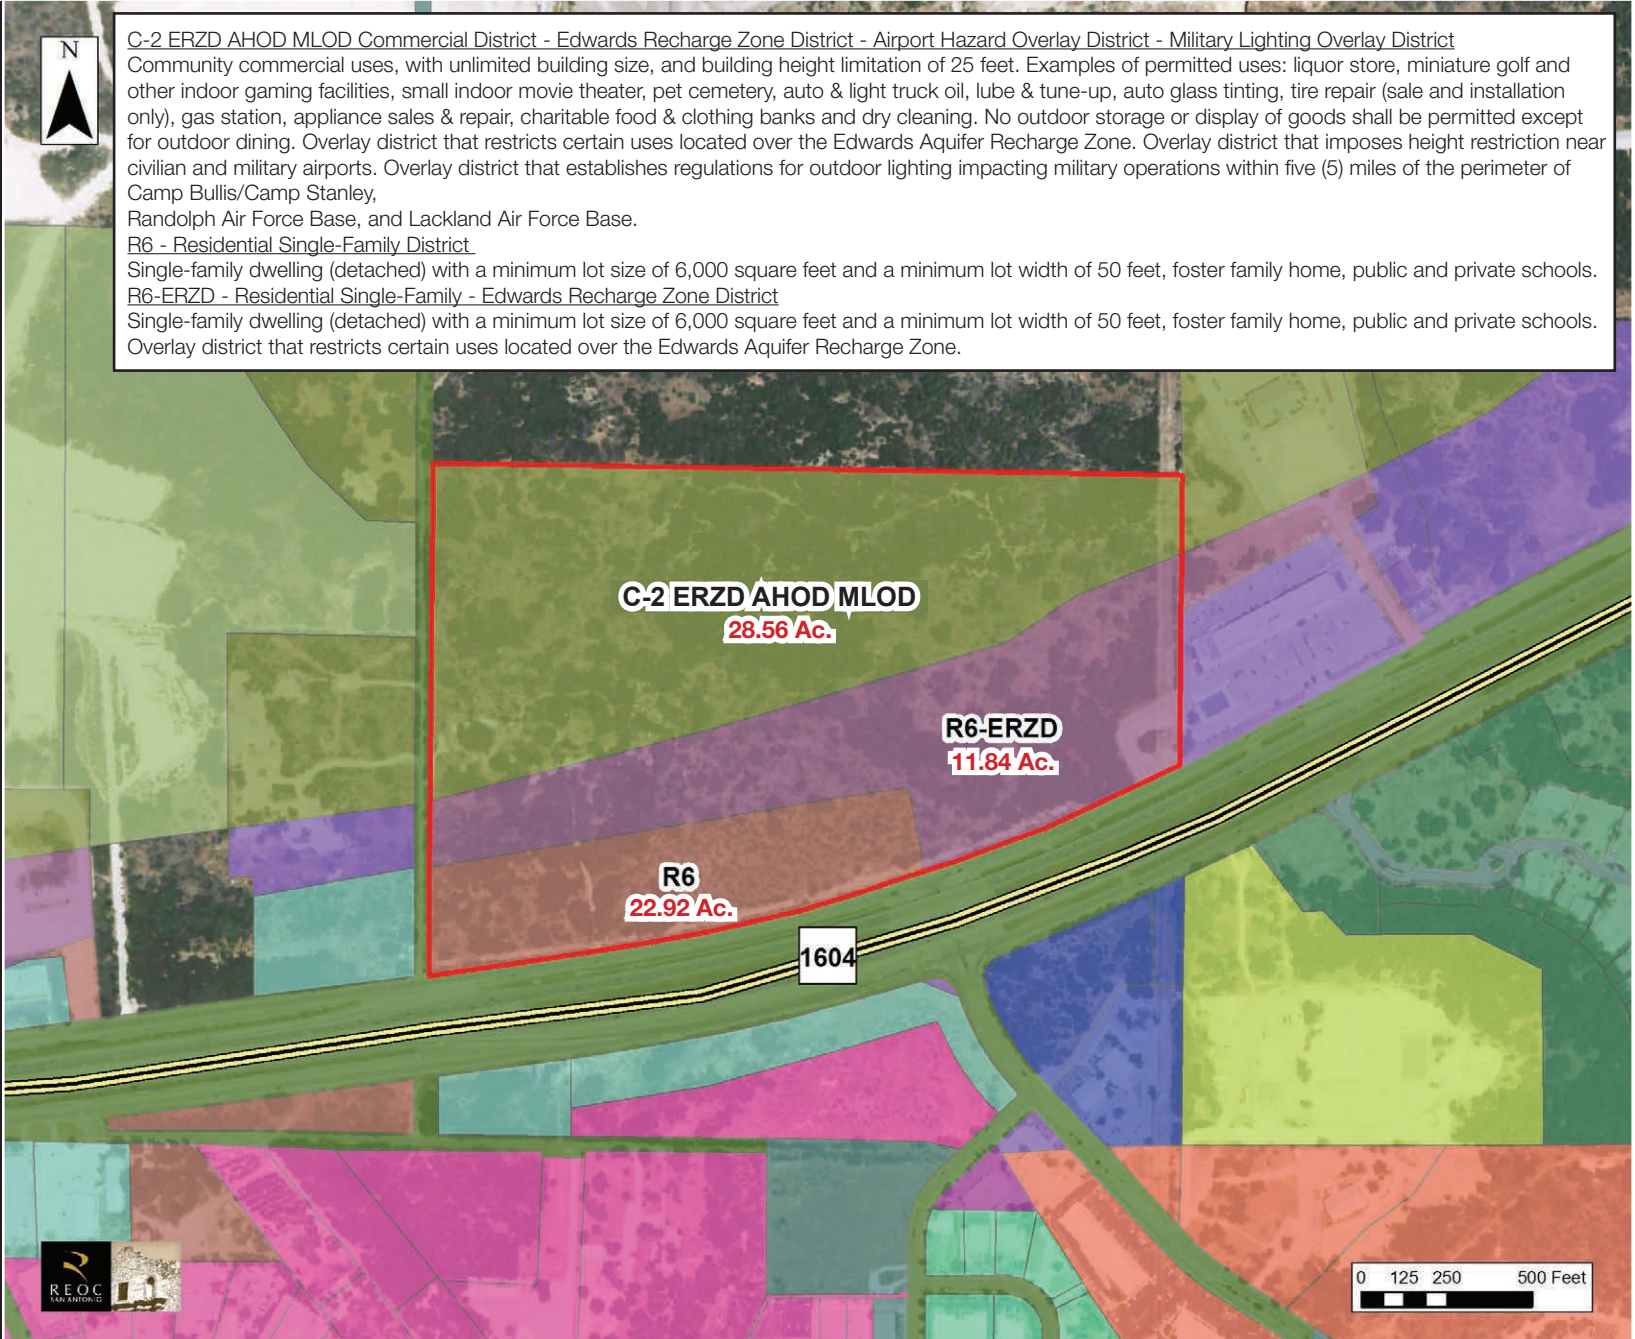 N
C-2 ERZD AHOD MLOD Commercial District - Edwards Recharge Zone District - Airport Hazard Overlay District - Military Lighting Overlay District
Community commercial uses, with unlimited building size, and building height limitation of 25 feet. Examples of permitted uses: liquor store, miniature golf and
other indoor gaming facilities, small indoor movie theater, pet cemetery, auto & light truck oil, lube & tune-up, auto glass tinting, tire repair (sale and installation
only), gas station, appliance sales & repair, charitable food & clothing banks and dry cleaning. No outdoor storage or display of goods shall be permitted except
for outdoor dining. Overlay district that restricts certain uses located over the Edwards Aquifer Recharge Zone. Overlay district that imposes height restriction near
civilian and military airports. Overlay district that establishes regulations for outdoor lighting impacting military operations within five (5) miles of the perimeter of
Camp Bullis/Camp Stanley,
Randolph Air Force Base, and Lackland Air Force Base.
R6 - Residential Single-Family District
Single-family dwelling (detached) with a minimum lot size of 6,000 square feet and a minimum lot width of 50 feet, foster family home, public and private schools.
R6-ERZD - Residential Single-Family - Edwards Recharge Zone District
Single-family dwelling (detached) with a minimum lot size of 6,000 square feet and a minimum lot width of 50 feet, foster family home, public and private schools.
Overlay district that restricts certain uses located over the Edwards Aquifer Recharge Zone.
C-2 ERZD AHOD MLOD
28.56 Ac.
R6-ERZD
11.84 Ac.
R6
22.92 Ac.
1604
REOC
SAN ANTONIO
0 125 250 500 Feet